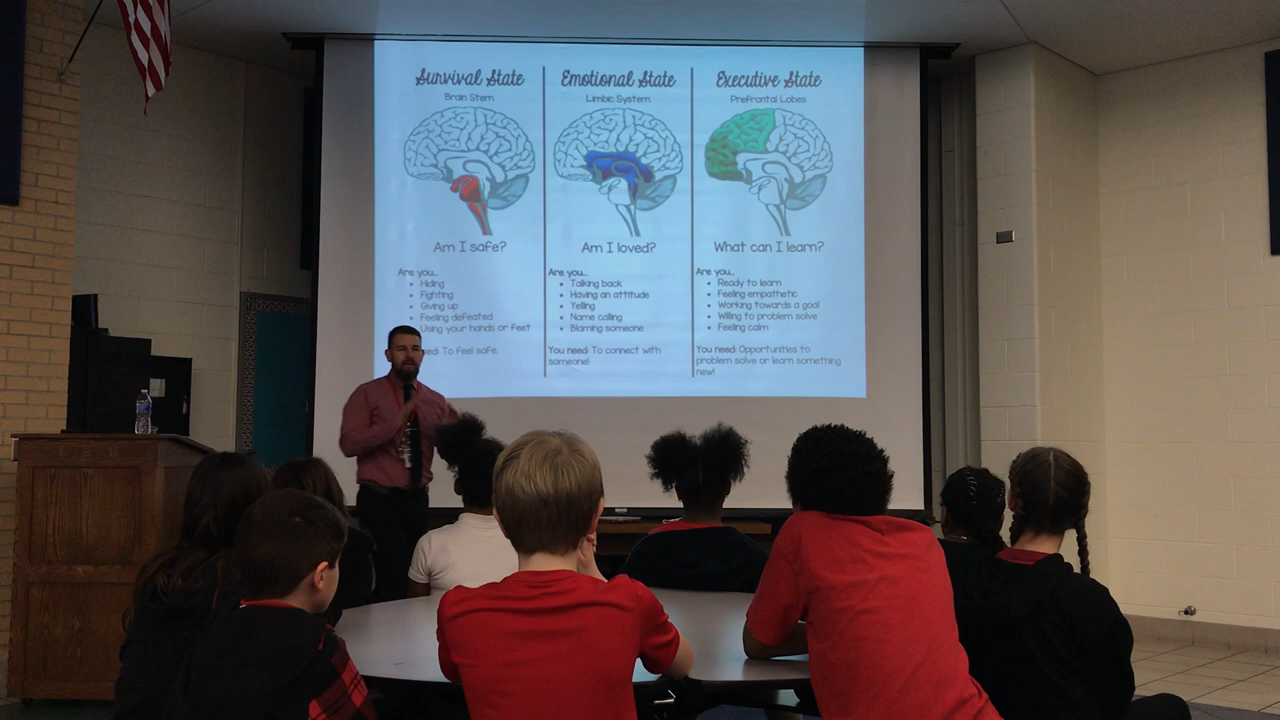 Survival State
Brain Stem
Am I safe?
Are you...
• Hiding
• Fighting
• Giving up
• Feeling defeated
Using your hands or feet
need: To feel safe.
Emotional State
Limbic System
Am I loved?
Are you...
• Talking back
• Having an attitude
• Yelling
• Name calling
• Blaming someone
You need: To connect with
someone!
Executive State
Prefrontal Lobes
What can I learn?
Are you...
• Ready to learn
• Feeling empathetic
• Working towards a goal
• Willing to problem solve
• Feeling calm
You need: Opportunities to
problem solve or learn something
new!